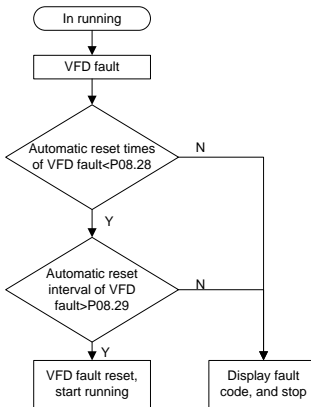 In running
VFD fault
Automatic reset times
of VFD fault<P08.28
N
Y
Automatic reset
interval of VFD
fault>P08.29
N
Y
VFD fault reset,
start running
Display fault
code, and stop